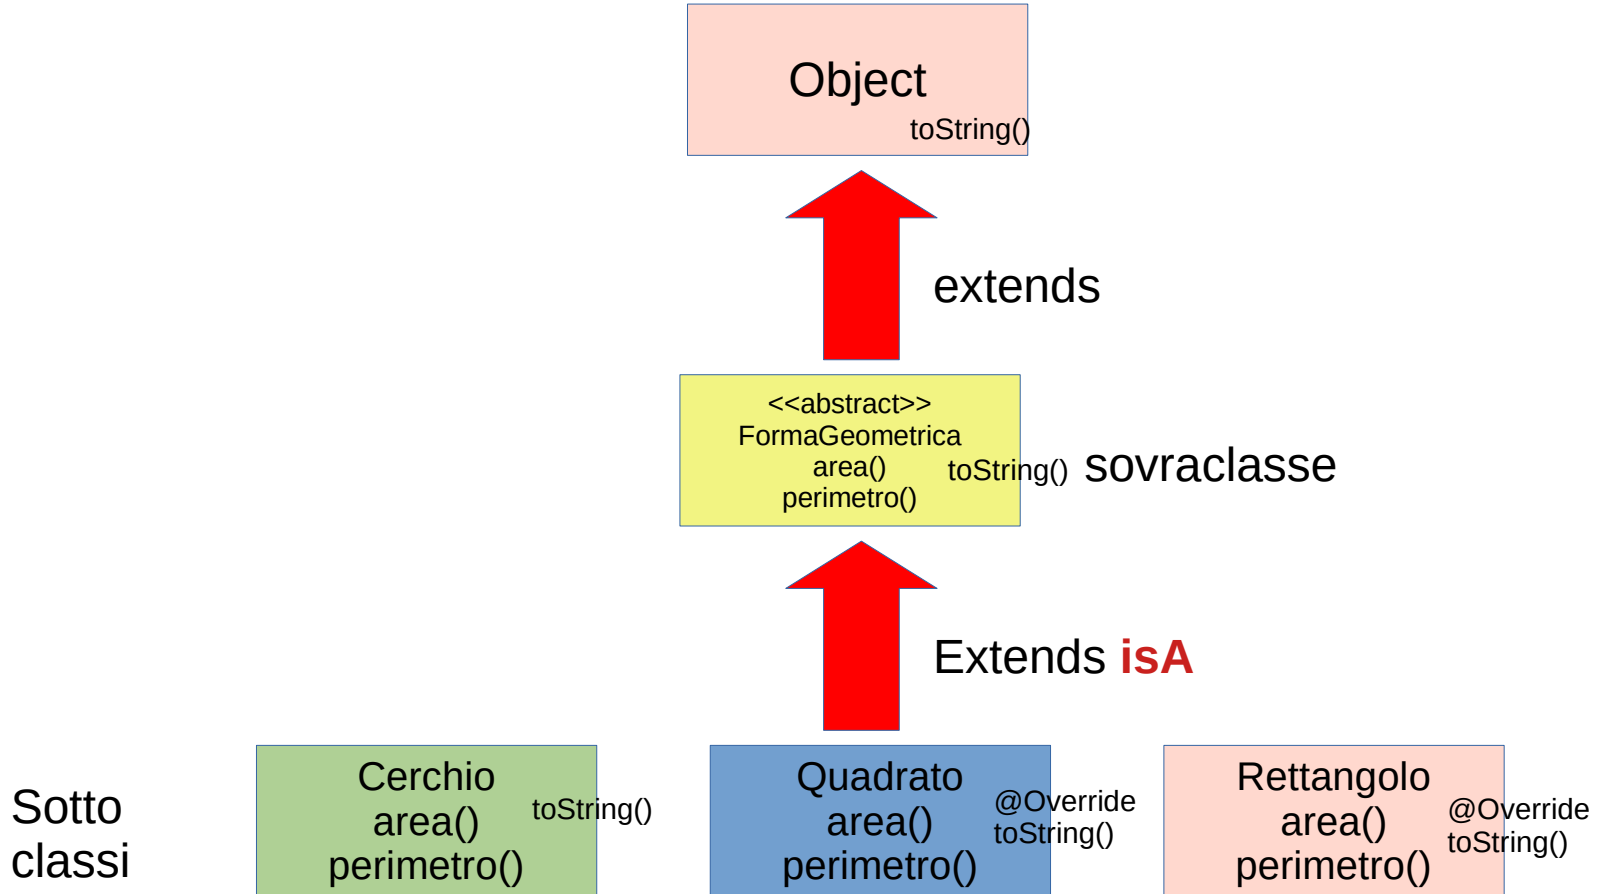 Object
toString()
extends
<<abstract>>
FormaGeometrica
area()
perimetro()
toString()
sovraclasse
Extends isA
Sotto
classi
Cerchio
area()
perimetro()
toString()
Quadrato
area()
perimetro()
@Override
toString()
Rettangolo
area()
perimetro()
@Override
toString()